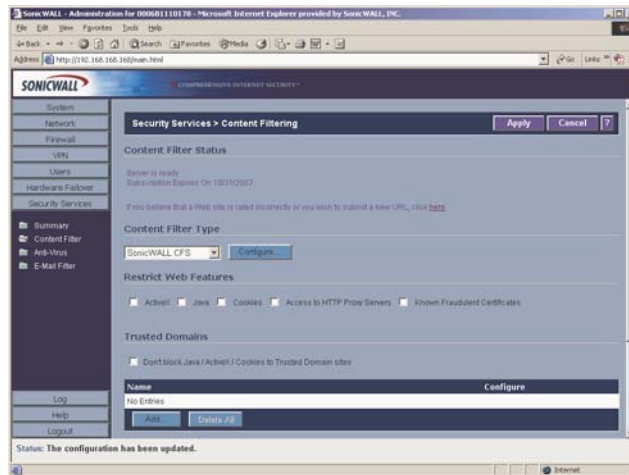 SonicWALL - Administration for 0006B1110178 - Microsoft Internet Explorer provided by SonicWALL, INC.
File Edit View Favorites Tools Help
Back Search Favorites Media
Address http://192.168.168.168/main.html Go Links
SONICWALL COMPREHENSIVE INTERNET SECURITY
System
Network
Firewall
VPN
Users
Hardware Failover
Security Services
Summary
Content Filter
Anti-Virus
E-Mail Filter
Log
Help
Logout
Security Services > Content Filtering Apply Cancel ?
Content Filter Status
Server is ready
Subscription Expires On 10/31/2003
If you believe that a Web site is rated incorrectly or you wish to submit a new URL, click here.
Content Filter Type
SonicWALL CFS Configure...
Restrict Web Features
ActiveX Java Cookies Access to HTTP Proxy Servers Known Fraudulent Certificates
Trusted Domains
Don't block Java / ActiveX / Cookies to Trusted Domain sites
Name Configure
No Entries
Add... Delete All
Status: The configuration has been updated.
Internet